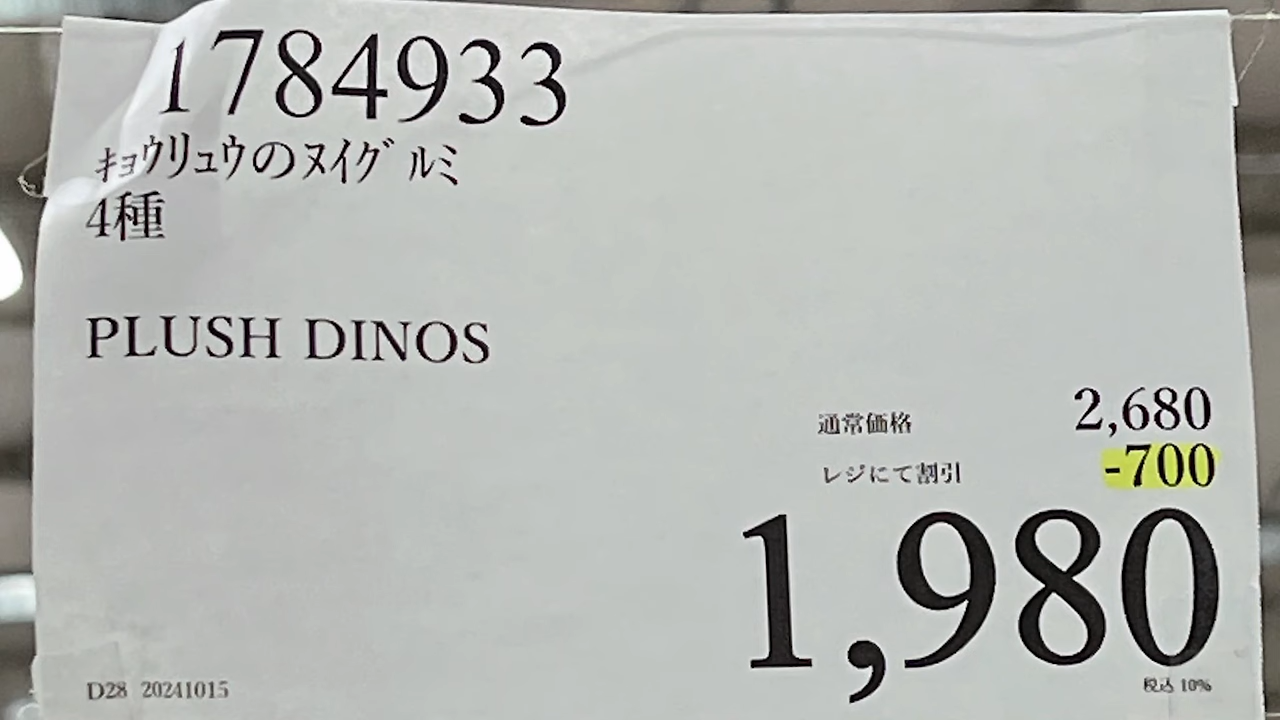 1784933
ｷｮｳﾘｭｳのﾇｲｸﾞﾙﾐ
4種
PLUSH DINOS
通常価格 2,680
レジにて割引 -700
1,980
税込 10%
D28 20241015